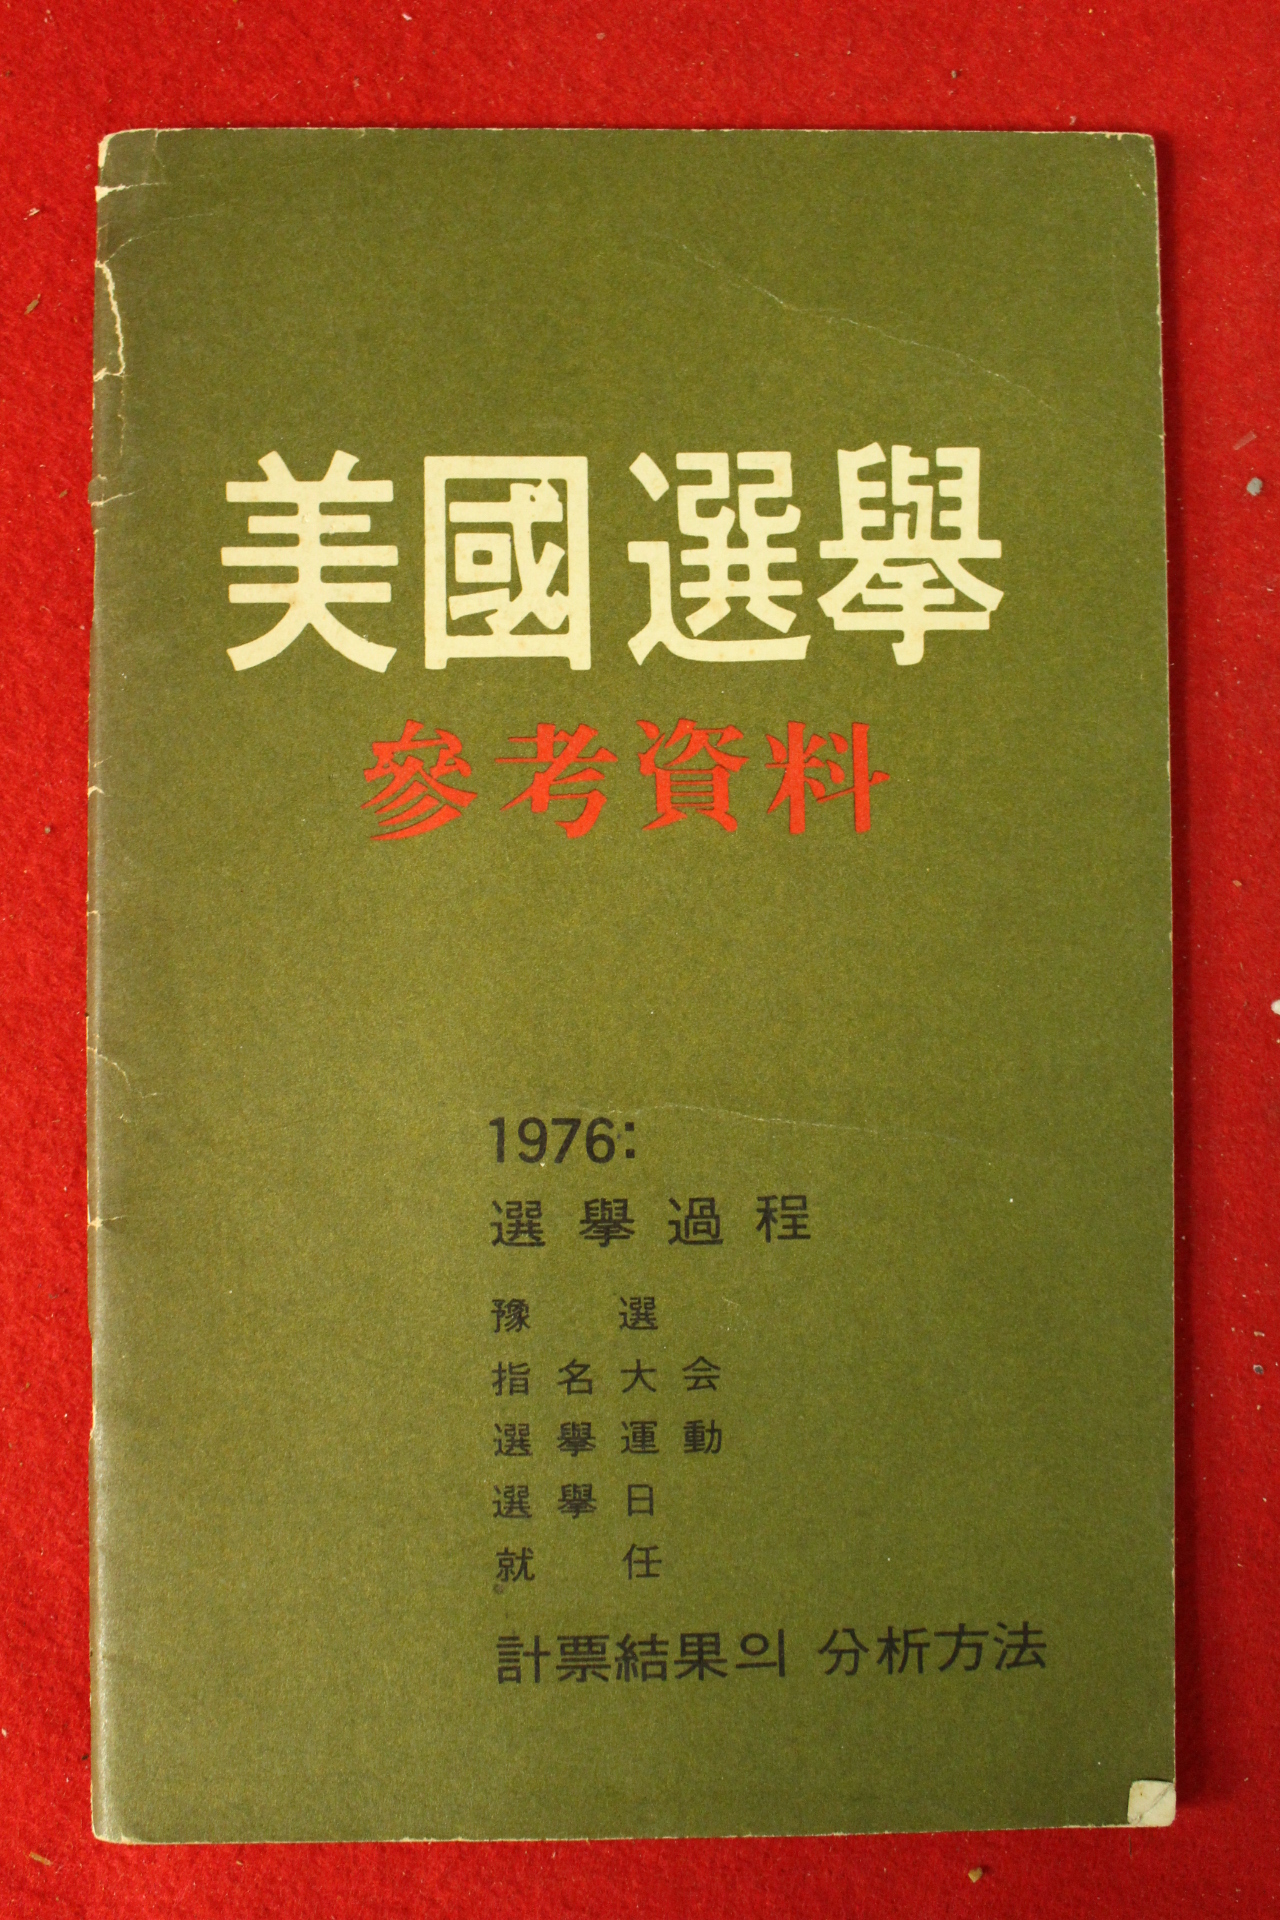 美國選擧
參考資料
1976:
選擧過程
豫 選
指名大会
選擧運動
選擧日
就 任
計票結果의 分析方法